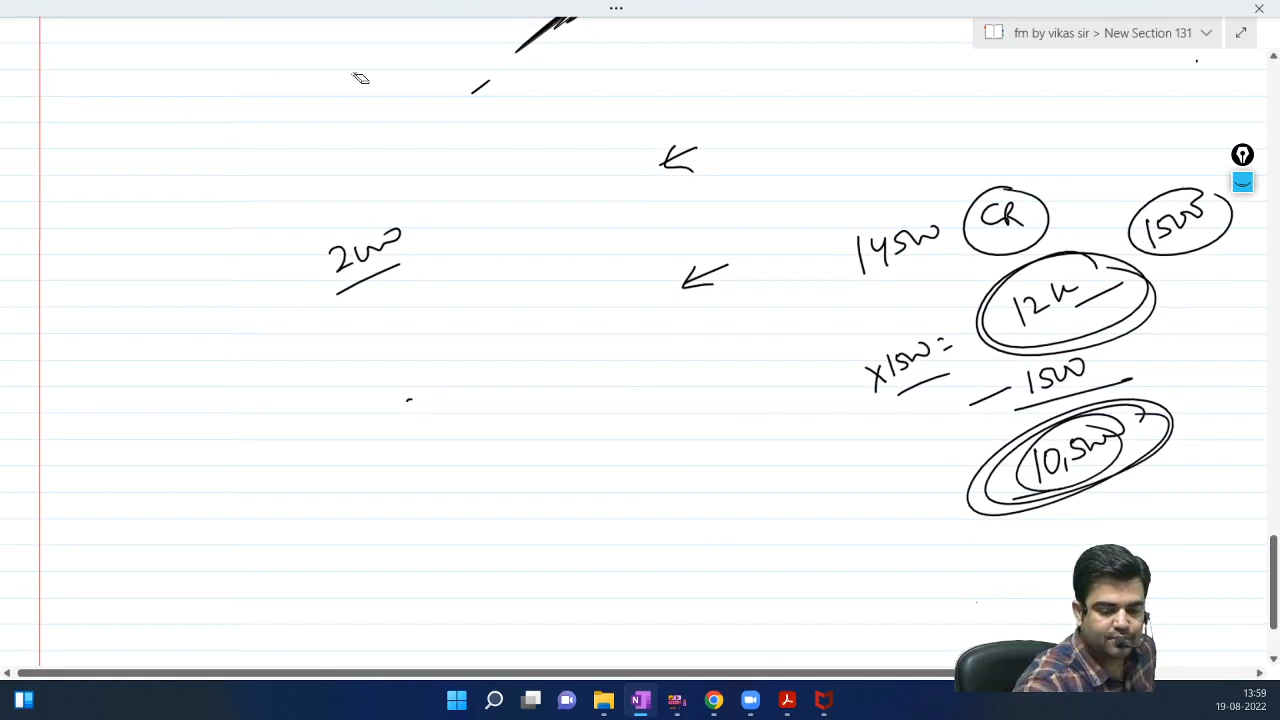 fm by vikas sir > New Section 131
CR
1500
14500
2000
12k
x1500=
- 1500
10,500
13:59
19-08-2022